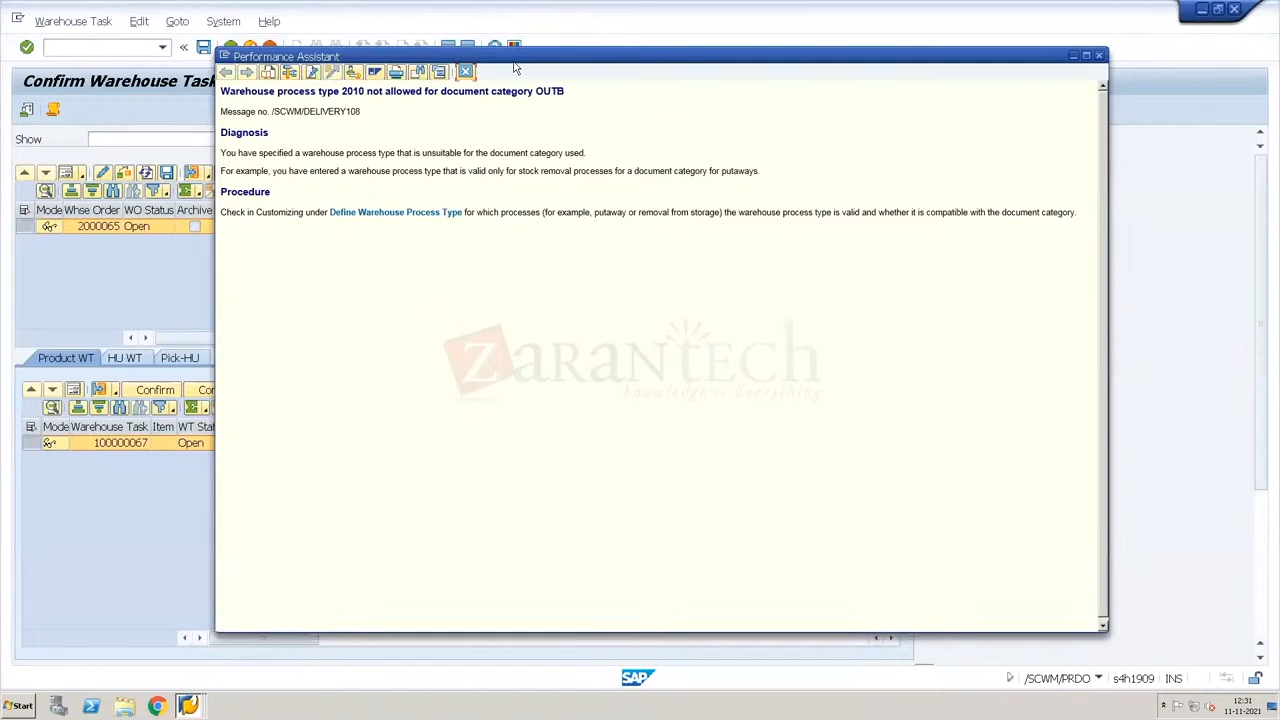 Warehouse Task Edit Goto System Help
Performance Assistant
Confirm Warehouse Task
Warehouse process type 2010 not allowed for document category OUTB
Message no. /SCWM/DELIVERY108
Diagnosis
You have specified a warehouse process type that is unsuitable for the document category used.
For example, you have entered a warehouse process type that is valid only for stock removal processes for a document category for putaways.
Procedure
Check in Customizing under Define Warehouse Process Type for which processes (for example, putaway or removal from storage) the warehouse process type is valid and whether it is compatible with the document category.
Show
Mode Whse Order WO Status Archive
2000065 Open
ZaranTech
knowledge is everything
Product WT HU WT Pick-HU
Confirm Con
Mode Warehouse Task Item WT Stat
100000067 Open
SAP
/SCWM/PRDO s4h1909 INS
Start
12:31
11-11-2021